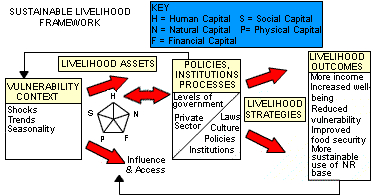 SUSTAINABLE LIVELIHOOD
FRAMEWORK
KEY
H = Human Capital S = Social Capital
N = Natural Capital P= Physical Capital
F = Financial Capital
LIVELIHOOD ASSETS
POLICIES,
INSTITUTIONS
PROCESSES
LIVELIHOOD
OUTCOMES
VULNERABILITY
CONTEXT
Shocks
Trends
Seasonality
H
S
N
P
F
Influence
& Access
Levels of
government
Private
Sector
Laws
Culture
Policies
Institutions
LIVELIHOOD
STRATEGIES
More income
Increased well-
being
Reduced
vulnerability
Improved
food security
More
sustainable
use of NR
base